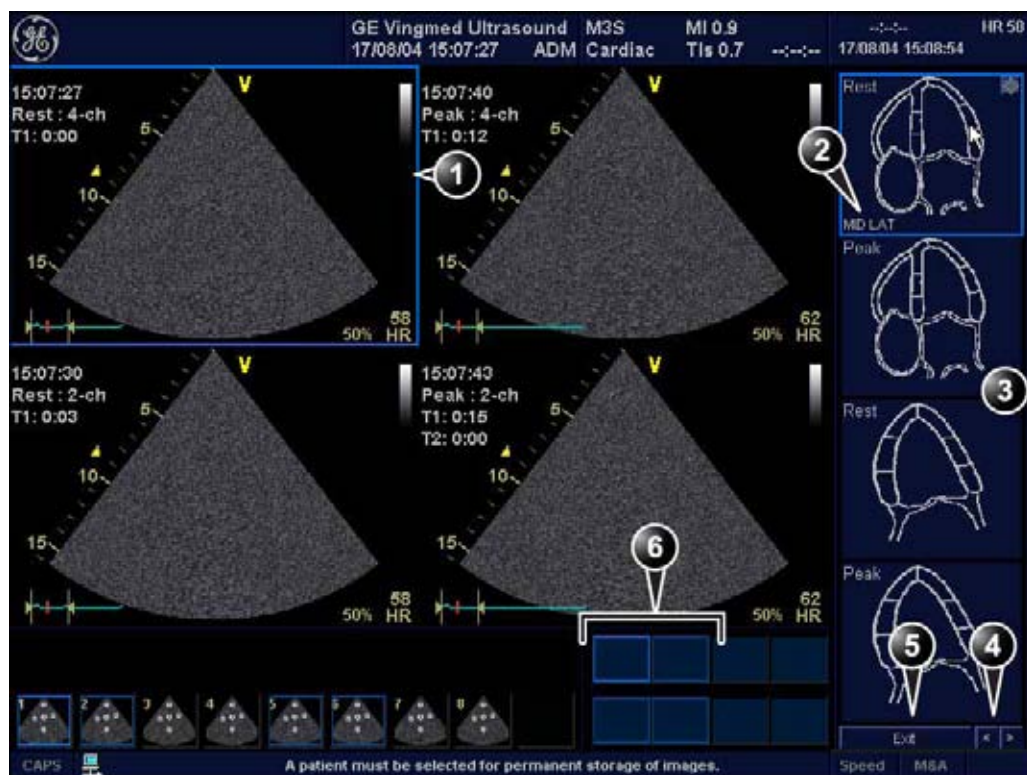 GE Vingmed Ultrasound
17/08/04 15:07:27 ADM
M3S
Cardiac
MI 0.9
TIs 0.7
--:--:--
--:--:--
HR 58
17/08/04 15:08:54
15:07:27
Rest : 4-ch
T1: 0:00
V
5
10
15
50%
58
HR
15:07:40
Peak : 4-ch
T1: 0:12
V
5
10
15
50%
62
HR
15:07:30
Rest : 2-ch
T1: 0:03
V
5
10
15
50%
58
HR
15:07:43
Peak : 2-ch
T1: 0:15
T2: 0:00
V
5
10
15
50%
62
HR
Rest
MD LAT
Peak
Rest
Peak
1
2
3
4
5
6
1 2 3 4 5 6 7 8
Exit < >
CAPS
A patient must be selected for permanent storage of images.
Speed M&A